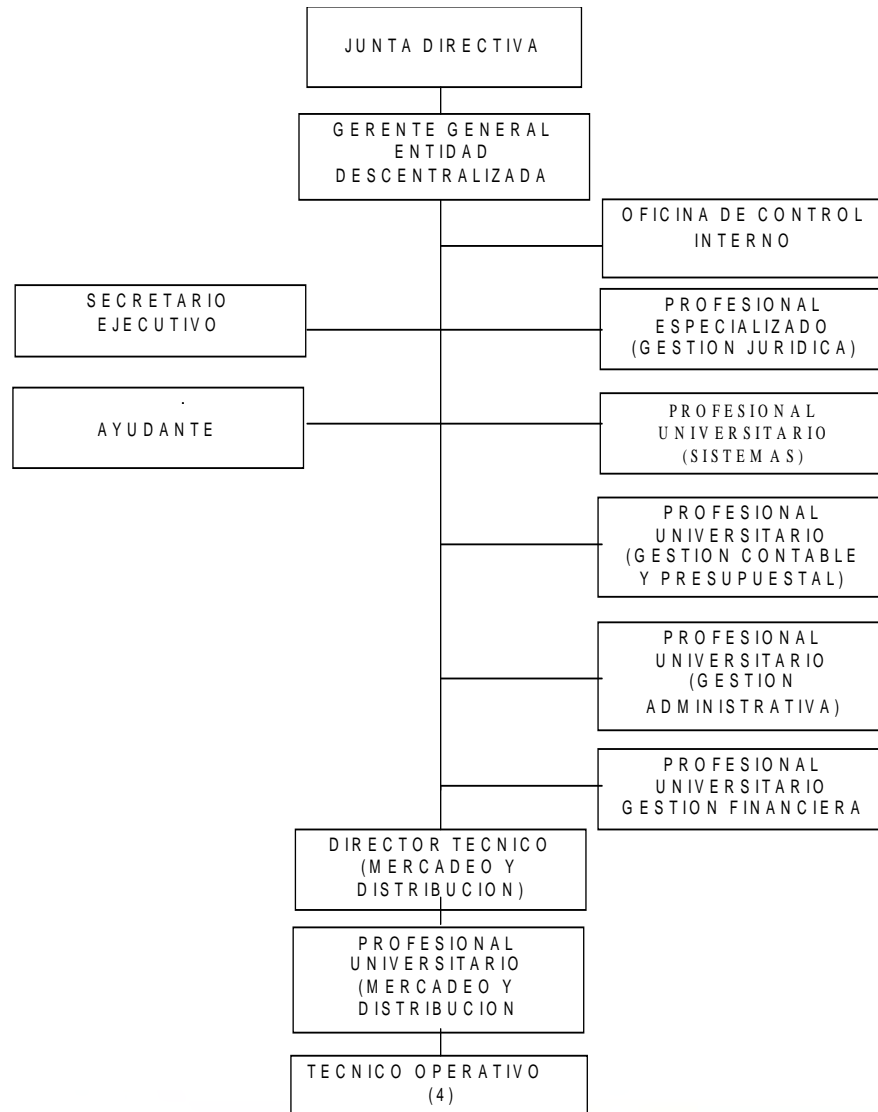 JUNTA DIRECTIVA
GERENTE GENERAL
ENTIDAD
DESCENTRALIZADA
OFICINA DE CONTROL
INTERNO
SECRETARIO
EJECUTIVO
PROFESIONAL
ESPECIALIZADO
(GESTION JURIDICA)
AYUDANTE
PROFESIONAL
UNIVERSITARIO
(SISTEMAS)
PROFESIONAL
UNIVERSITARIO
(GESTION CONTABLE
Y PRESUPUESTAL)
PROFESIONAL
UNIVERSITARIO
(GESTION
ADMINISTRATIVA)
PROFESIONAL
UNIVERSITARIO
GESTION FINANCIERA
DIRECTOR TECNICO
(MERCADEO Y
DISTRIBUCION)
PROFESIONAL
UNIVERSITARIO
(MERCADEO Y
DISTRIBUCION
TECNICO OPERATIVO
(4)